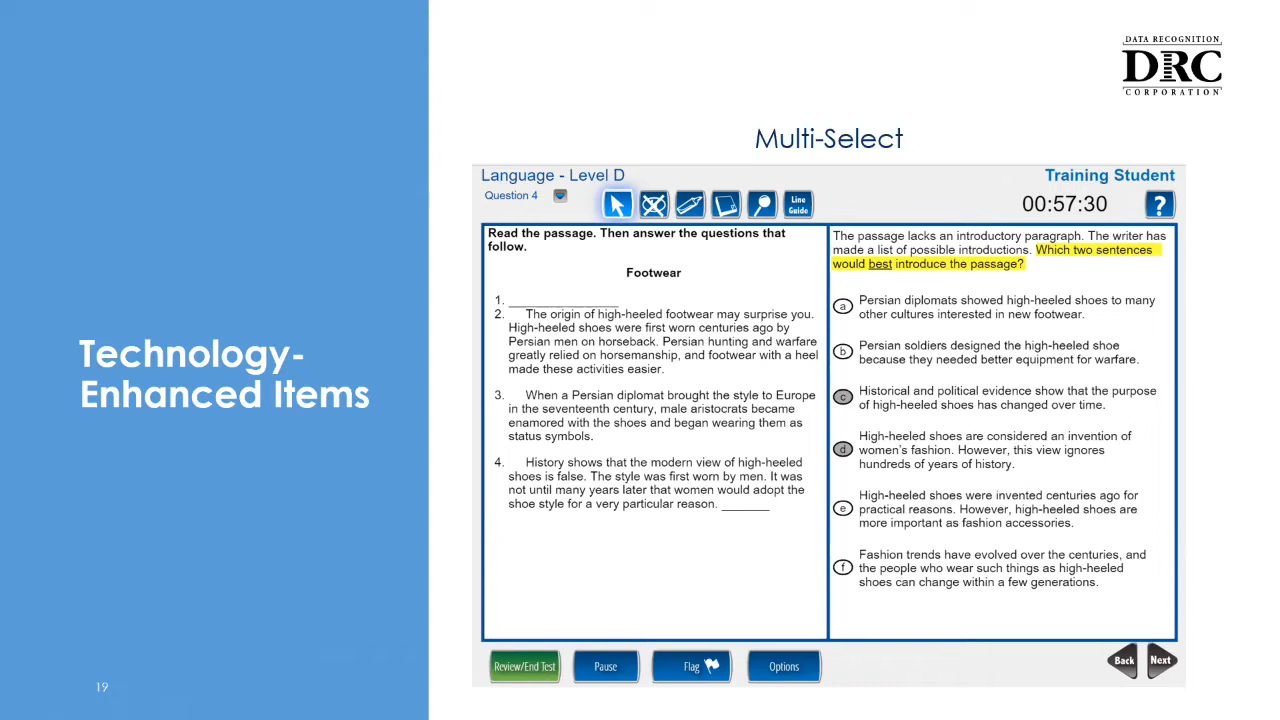 DATA RECOGNITION
DRC
CORPORATION
Technology-
Enhanced Items
19
Multi-Select
Language - Level D
Training Student
Question 4
Line
Guide
00:57:30
?
Read the passage. Then answer the questions that
follow.
Footwear
1. __________________
2. The origin of high-heeled footwear may surprise you.
High-heeled shoes were first worn centuries ago by
Persian men on horseback. Persian hunting and warfare
greatly relied on horsemanship, and footwear with a heel
made these activities easier.
3. When a Persian diplomat brought the style to Europe
in the seventeenth century, male aristocrats became
enamored with the shoes and began wearing them as
status symbols.
4. History shows that the modern view of high-heeled
shoes is false. The style was first worn by men. It was
not until many years later that women would adopt the
shoe style for a very particular reason. ________
The passage lacks an introductory paragraph. The writer has
made a list of possible introductions. Which two sentences
would best introduce the passage?
a Persian diplomats showed high-heeled shoes to many
other cultures interested in new footwear.
b Persian soldiers designed the high-heeled shoe
because they needed better equipment for warfare.
c Historical and political evidence show that the purpose
of high-heeled shoes has changed over time.
d High-heeled shoes are considered an invention of
women's fashion. However, this view ignores
hundreds of years of history.
e High-heeled shoes were invented centuries ago for
practical reasons. However, high-heeled shoes are
more important as fashion accessories.
f Fashion trends have evolved over the centuries, and
the people who wear such things as high-heeled
shoes can change within a few generations.
Review/End Test
Pause
Flag
Options
Back
Next